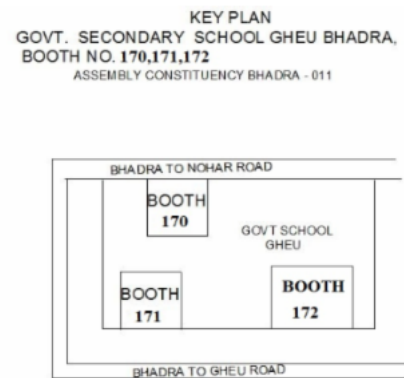 KEY PLAN
GOVT. SECONDARY SCHOOL GHEU BHADRA,
BOOTH NO. 170,171,172
ASSEMBLY CONSTITUENCY BHADRA - 011
BHADRA TO NOHAR ROAD
BOOTH
170
GOVT SCHOOL
GHEU
BOOTH
171
BOOTH
172
BHADRA TO GHEU ROAD